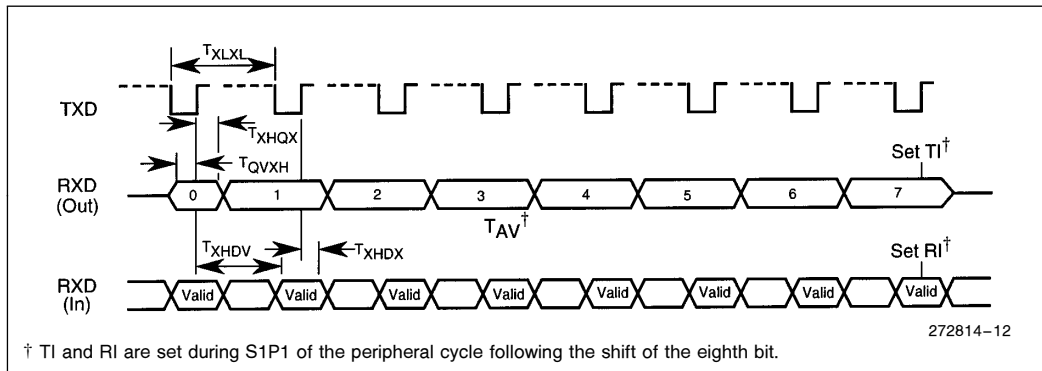 TXLXL
TXD
TXHQX
TQVXH
Set TI†
RXD
(Out)
0 1 2 3 4 5 6 7
TAV†
TXHDV
TXHDX
Set RI†
RXD
(In)
Valid Valid Valid Valid Valid Valid Valid Valid
272814–12
† TI and RI are set during S1P1 of the peripheral cycle following the shift of the eighth bit.